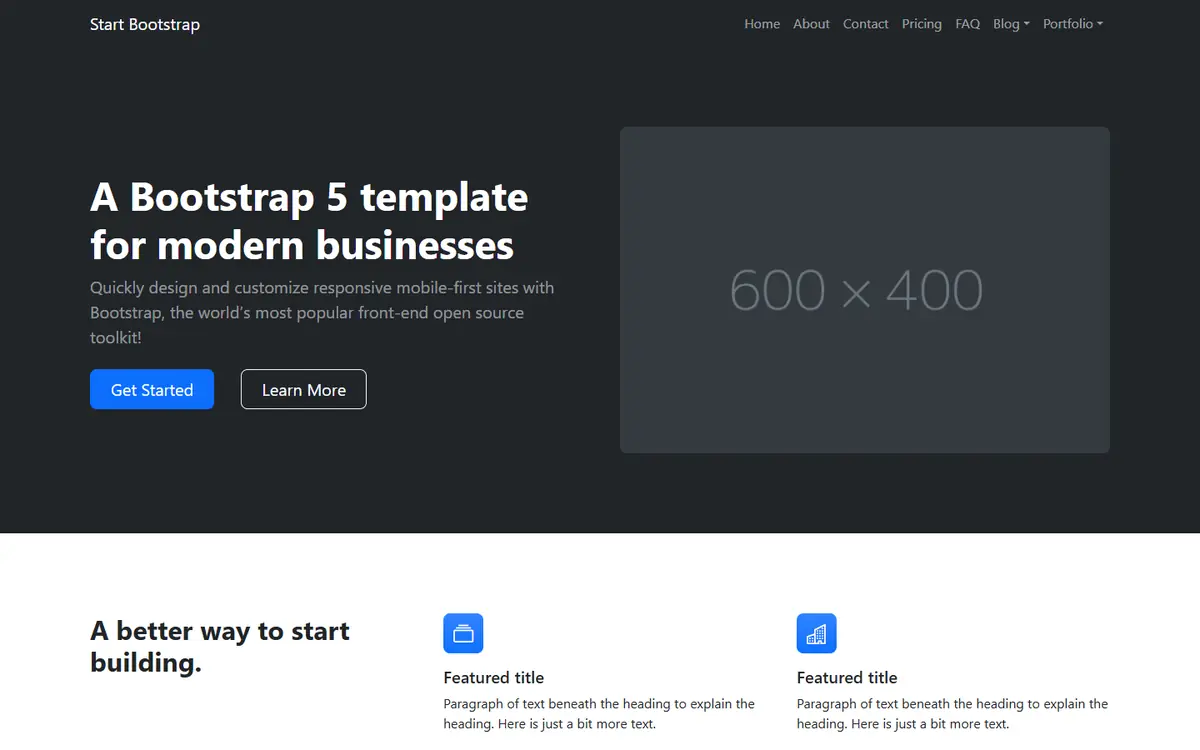 Start Bootstrap
Home About Contact Pricing FAQ Blog Portfolio
A Bootstrap 5 template
for modern businesses
Quickly design and customize responsive mobile-first sites with
Bootstrap, the world’s most popular front-end open source
toolkit!
Get Started
Learn More
600 × 400
A better way to start
building.
Featured title
Paragraph of text beneath the heading to explain the
heading. Here is just a bit more text.
Featured title
Paragraph of text beneath the heading to explain the
heading. Here is just a bit more text.